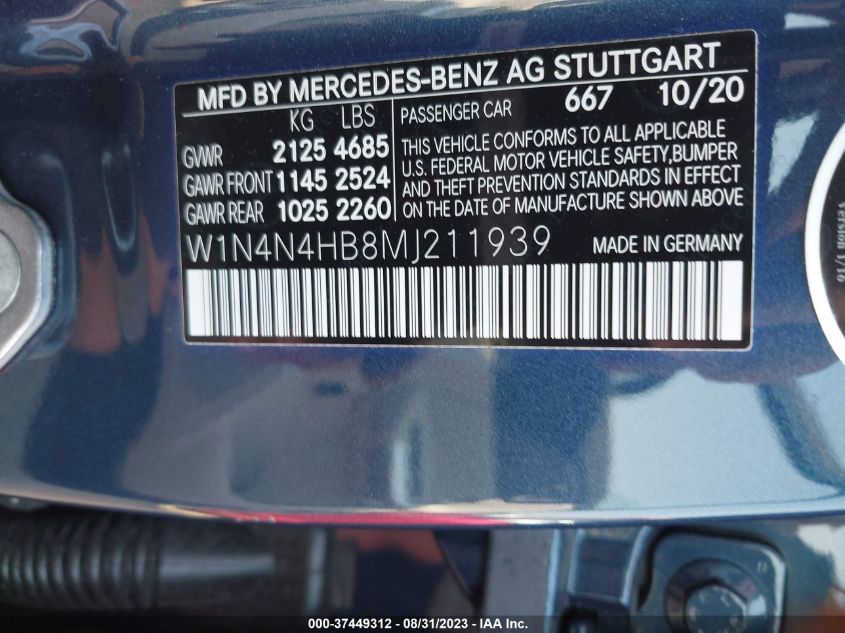 MFD BY MERCEDES-BENZ AG STUTTGART
KG LBS
GVWR 2125 4685
GAWR FRONT 1145 2524
GAWR REAR 1025 2260
PASSENGER CAR 667 10/20
THIS VEHICLE CONFORMS TO ALL APPLICABLE
U.S. FEDERAL MOTOR VEHICLE SAFETY,BUMPER
AND THEFT PREVENTION STANDARDS IN EFFECT
ON THE DATE OF MANUFACTURE SHOWN ABOVE
W1N4N4HB8MJ211939 MADE IN GERMANY
000-37449312 - 08/31/2023 - IAA Inc.